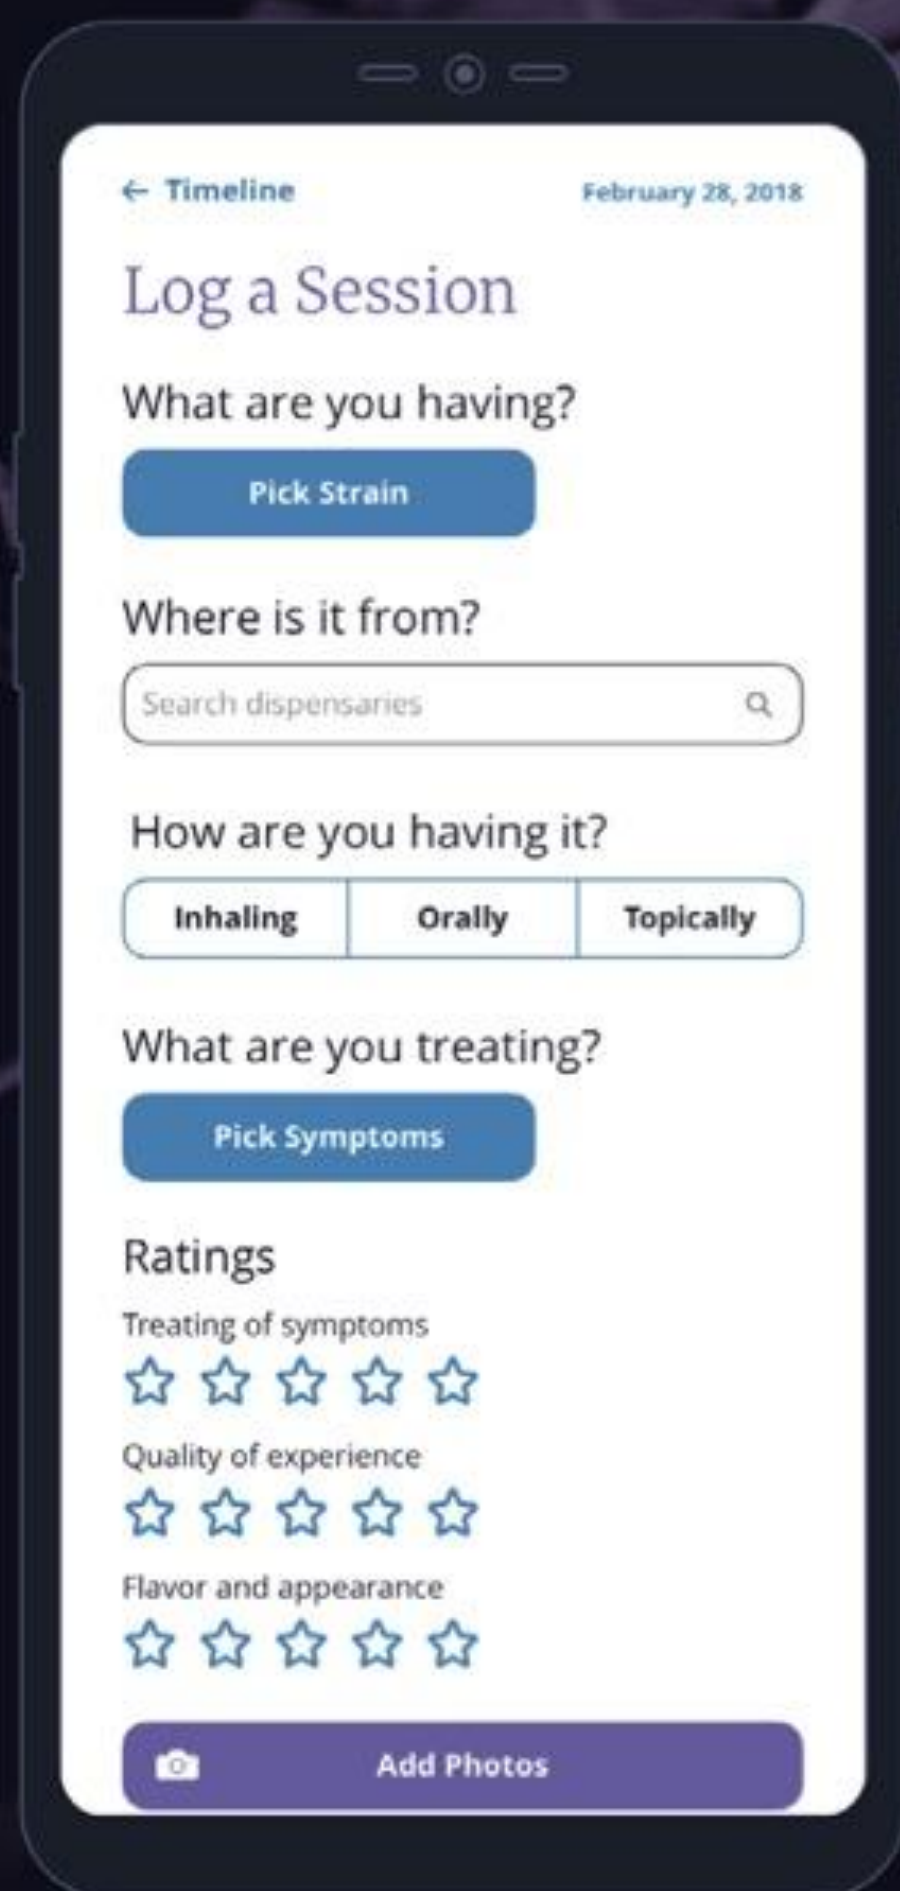 Timeline
February 28, 2018
Log a Session
What are you having?
Pick Strain
Where is it from?
Search dispensaries
How are you having it?
Inhaling Orally Topically
What are you treating?
Pick Symptoms
Ratings
Treating of symptoms
Quality of experience
Flavor and appearance
Add Photos